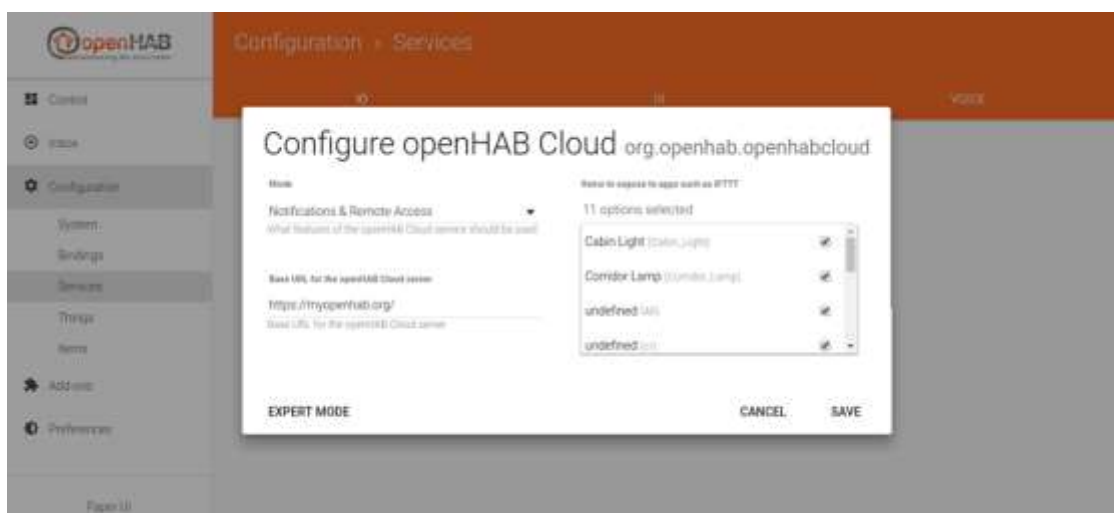 openHAB
Configuration › Services
Control
Inbox
Configuration
System
Bindings
Services
Things
Items
Add-ons
Preferences
Paper UI
IO
UI
VOICE
Configure openHAB Cloud org.openhab.openhabcloud
Mode
Notifications & Remote Access
What features of the openHAB Cloud service should be used
Base URL for the openHAB Cloud server
https://myopenhab.org/
Base URL for the openHAB Cloud server
Items to expose to apps such as IFTTT
11 options selected
Cabin Light (Cabin_Light)
Corridor Lamp (Corridor_Lamp)
undefined
undefined
EXPERT MODE
CANCEL
SAVE